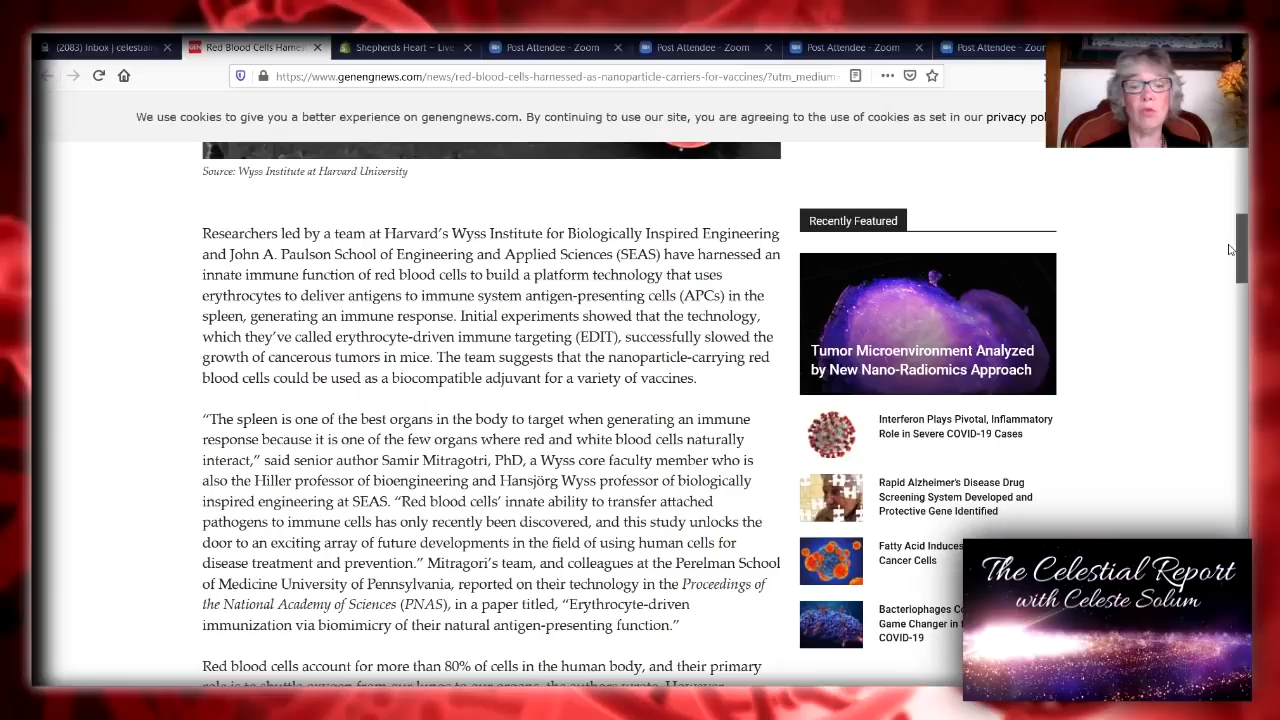 (2083) Inbox | celestial
Red Blood Cells Harnes
Shepherds Heart ~ Live
Post Attendee - Zoom
Post Attendee - Zoom
Post Attendee - Zoom
Post Attendee - Zoom
https://www.genengnews.com/news/red-blood-cells-harnessed-as-nanoparticle-carriers-for-vaccines/?utm_medium
We use cookies to give you a better experience on genengnews.com. By continuing to use our site, you are agreeing to the use of cookies as set in our privacy pol
Source: Wyss Institute at Harvard University
Researchers led by a team at Harvard's Wyss Institute for Biologically Inspired Engineering
and John A. Paulson School of Engineering and Applied Sciences (SEAS) have harnessed an
innate immune function of red blood cells to build a platform technology that uses
erythrocytes to deliver antigens to immune system antigen-presenting cells (APCs) in the
spleen, generating an immune response. Initial experiments showed that the technology,
which they've called erythrocyte-driven immune targeting (EDIT), successfully slowed the
growth of cancerous tumors in mice. The team suggests that the nanoparticle-carrying red
blood cells could be used as a biocompatible adjuvant for a variety of vaccines.
“The spleen is one of the best organs in the body to target when generating an immune
response because it is one of the few organs where red and white blood cells naturally
interact,” said senior author Samir Mitragotri, PhD, a Wyss core faculty member who is
also the Hiller professor of bioengineering and Hansjörg Wyss professor of biologically
inspired engineering at SEAS. “Red blood cells' innate ability to transfer attached
pathogens to immune cells has only recently been discovered, and this study unlocks the
door to an exciting array of future developments in the field of using human cells for
disease treatment and prevention.” Mitragori's team, and colleagues at the Perelman School
of Medicine University of Pennsylvania, reported on their technology in the Proceedings of
the National Academy of Sciences (PNAS), in a paper titled, “Erythrocyte-driven
immunization via biomimicry of their natural antigen-presenting function.”
Red blood cells account for more than 80% of cells in the human body, and their primary
role is to shuttle oxygen from our lungs to our organs, the authors wrote. However
Recently Featured
Tumor Microenvironment Analyzed
by New Nano-Radiomics Approach
Interferon Plays Pivotal, Inflammatory
Role in Severe COVID-19 Cases
Rapid Alzheimer's Disease Drug
Screening System Developed and
Protective Gene Identified
Fatty Acid Induces
Cancer Cells
Bacteriophages Co
Game Changer in
COVID-19
The Celestial Report
with Celeste Solum